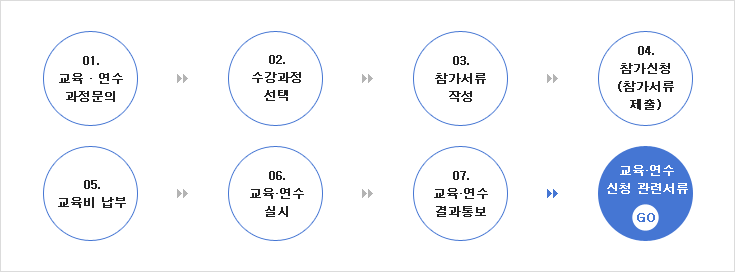 01.
교육 · 연수
과정문의
02.
수강과정
선택
03.
참가서류
작성
04.
참가신청
(참가서류
제출)
05.
교육비 납부
06.
교육·연수
실시
07.
교육·연수
결과통보
교육·연수
신청 관련서류
GO